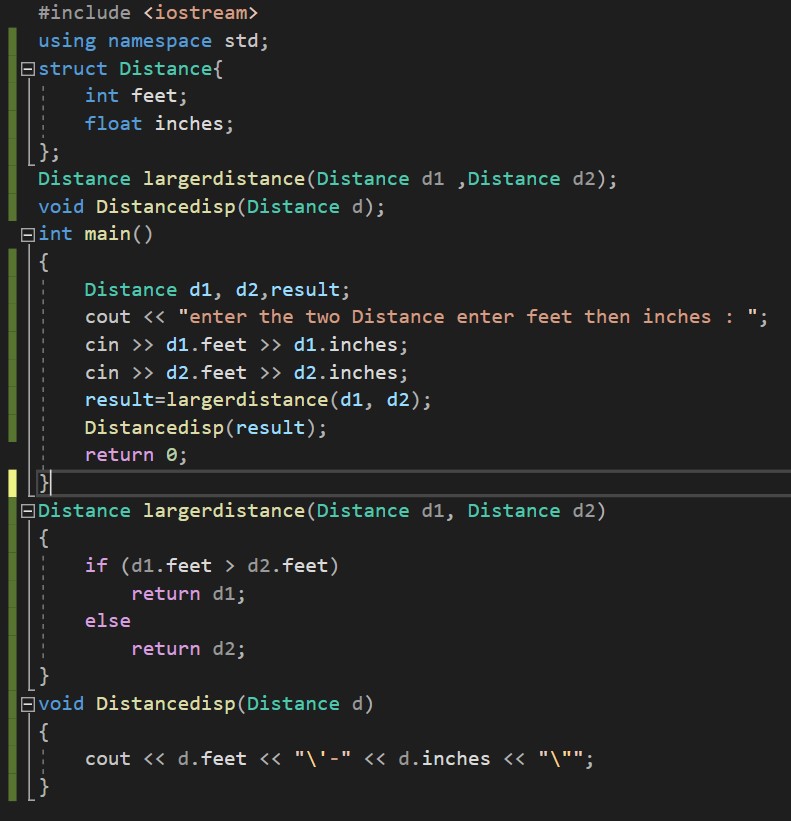 #include <iostream>
using namespace std;
struct Distance{
    int feet;
    float inches;
};
Distance largerdistance(Distance d1 ,Distance d2);
void Distancedisp(Distance d);
int main()
{
    Distance d1, d2,result;
    cout << "enter the two Distance enter feet then inches : ";
    cin >> d1.feet >> d1.inches;
    cin >> d2.feet >> d2.inches;
    result=largerdistance(d1, d2);
    Distancedisp(result);
    return 0;
}
Distance largerdistance(Distance d1, Distance d2)
{
    if (d1.feet > d2.feet)
        return d1;
    else
        return d2;
}
void Distancedisp(Distance d)
{
    cout << d.feet << "\'-" << d.inches << "\"";
}